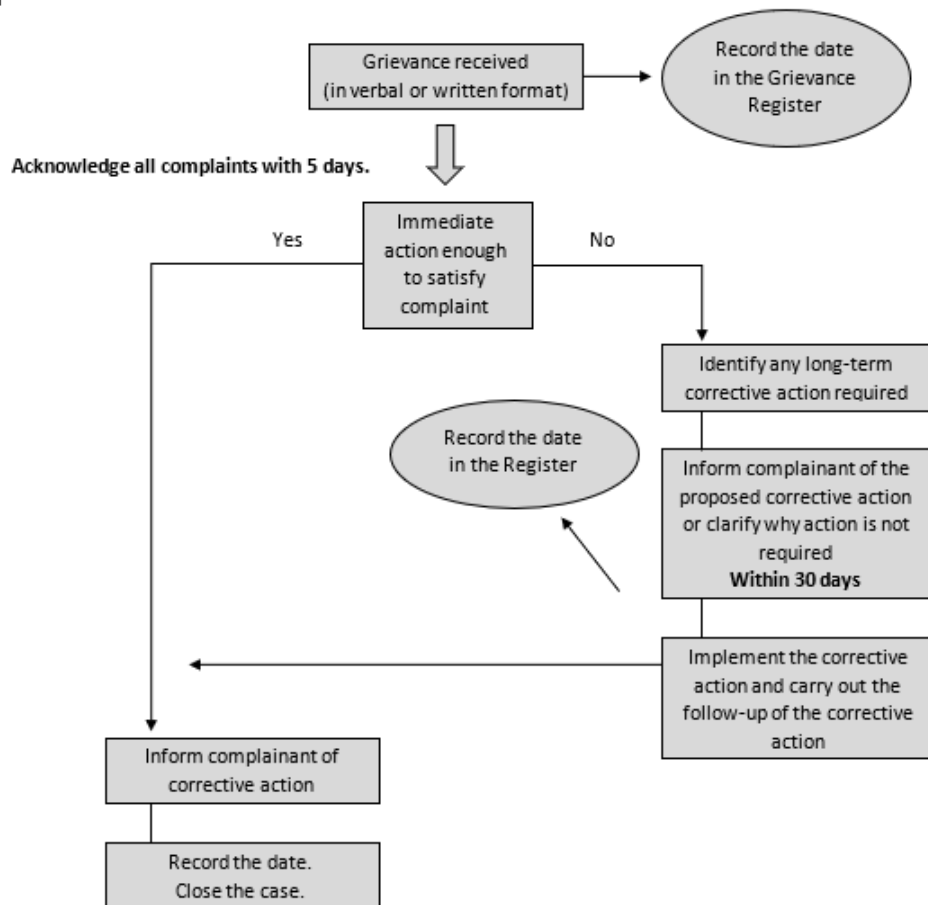 Grievance received
(in verbal or written format)
Record the date
in the Grievance
Register
Acknowledge all complaints with 5 days.
Immediate
action enough
to satisfy
complaint
Yes
No
Identify any long-term
corrective action required
Record the date
in the Register
Inform complainant of the
proposed corrective action
or clarify why action is not
required
Within 30 days
Implement the corrective
action and carry out the
follow-up of the corrective
action
Inform complainant of
corrective action
Record the date.
Close the case.